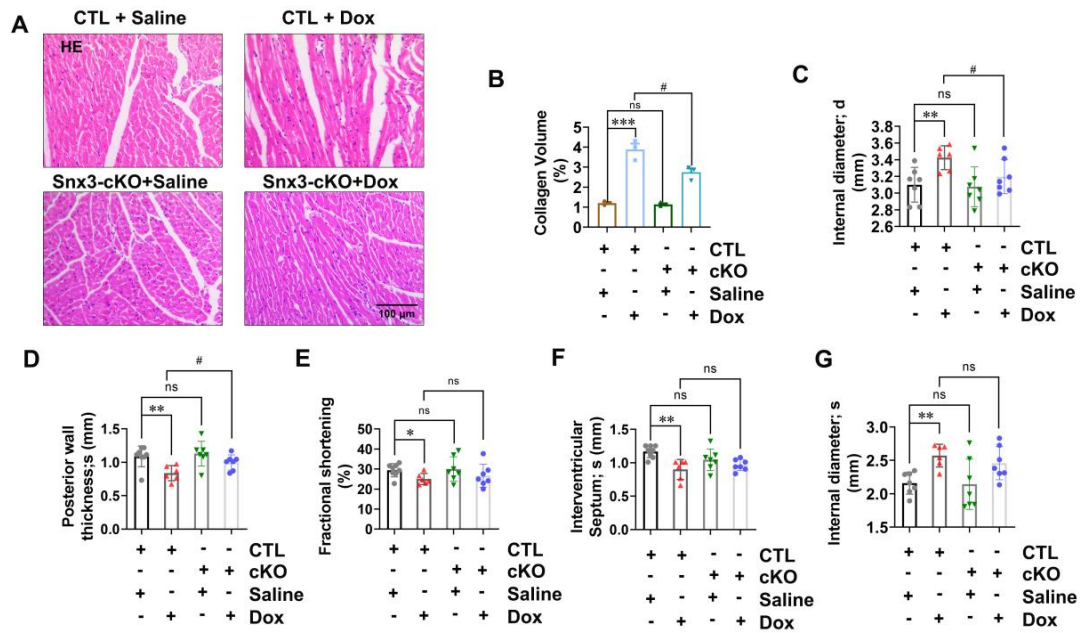 A
CTL + Saline
CTL + Dox
HE
Snx3-cKO+Saline
Snx3-cKO+Dox
100 μm
B
#
ns
***
Collagen Volume
(%)
6
5
4
3
2
1
0
+ + - - CTL
- - + + cKO
+ - + - Saline
- + - + Dox
C
#
ns
**
Internal diameter; d
(mm)
3.8
3.6
3.4
3.2
3.0
2.8
2.6
+ + - - CTL
- - + + cKO
+ - + - Saline
- + - + Dox
D
#
ns
**
Posterior wall
thickness;s (mm)
1.5
1.0
0.5
0.0
+ + - - CTL
- - + + cKO
+ - + - Saline
- + - + Dox
E
ns
ns
*
Fractional shortening
(%)
50
40
30
20
10
0
+ + - - CTL
- - + + cKO
+ - + - Saline
- + - + Dox
F
ns
ns
**
Interventricular
Septum; s (mm)
1.5
1.0
0.5
0.0
+ + - - CTL
- - + + cKO
+ - + - Saline
- + - + Dox
G
ns
ns
**
Internal diameter; s
(mm)
3.0
2.5
2.0
1.5
+ + - - CTL
- - + + cKO
+ - + - Saline
- + - + Dox